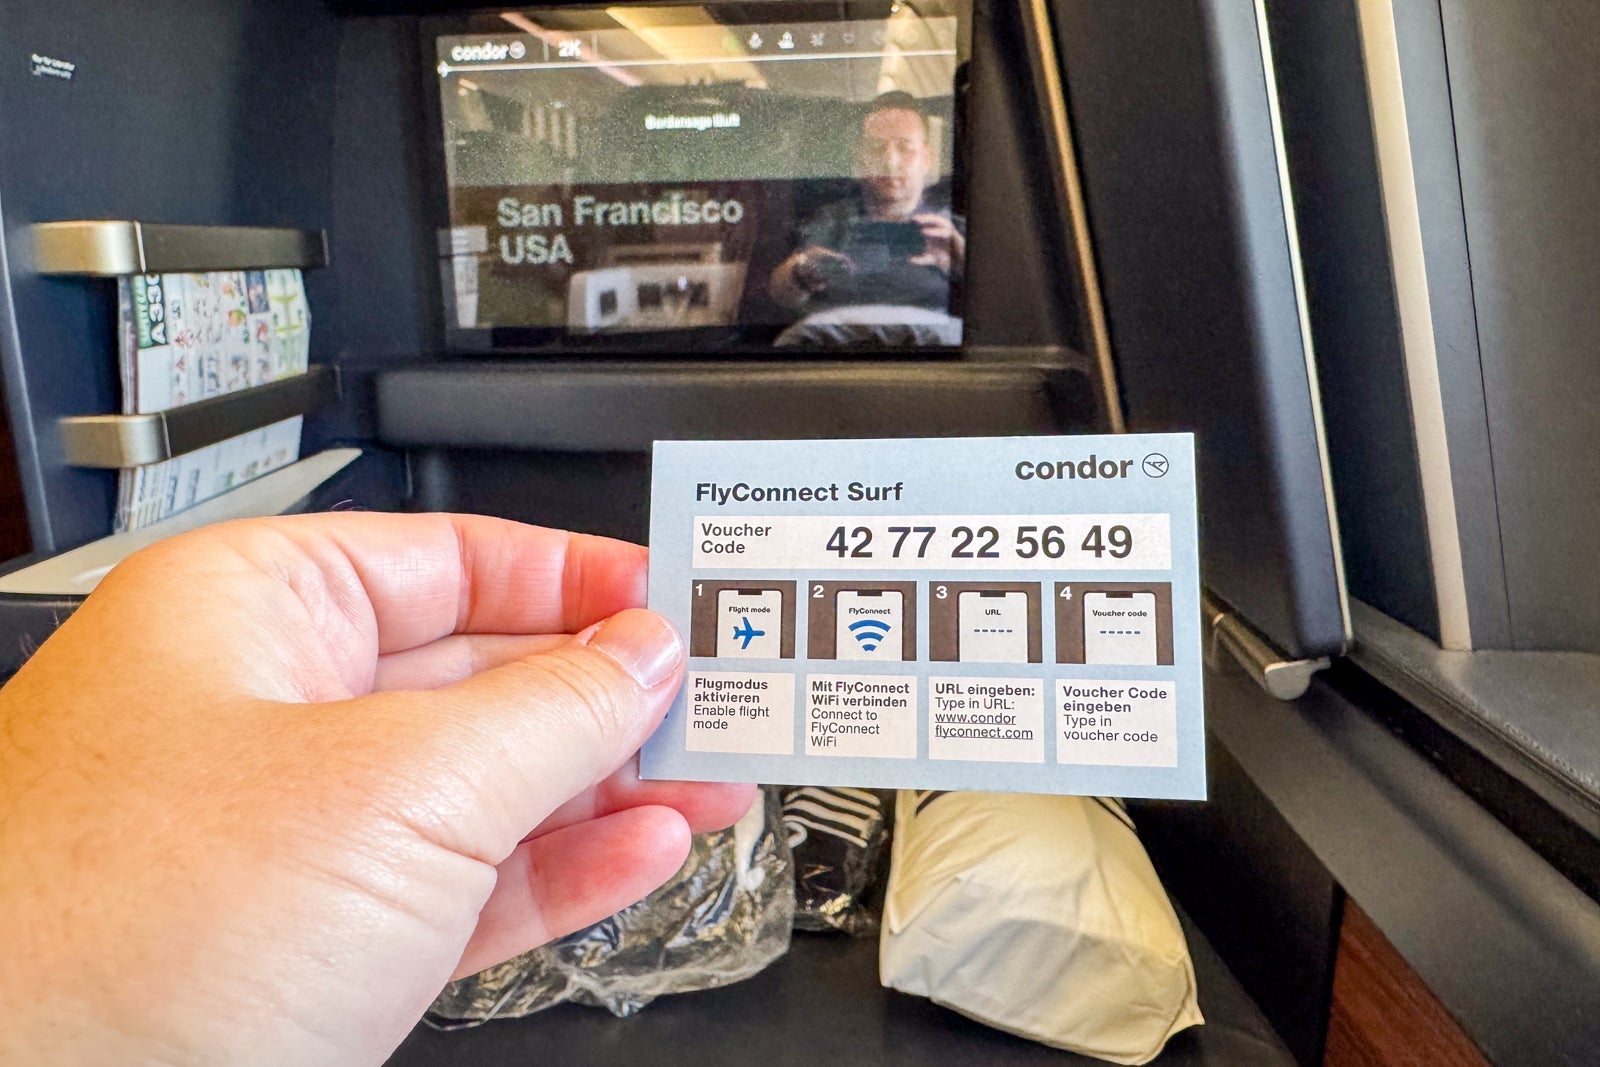 condor
2K
Bordansage läuft
San Francisco
USA
condor
FlyConnect Surf
Voucher
Code
42 77 22 56 49
1
Flight mode
2
FlyConnect
3
URL
-----
4
Voucher code
-----
Flugmodus
aktivieren
Enable flight
mode
Mit FlyConnect
WiFi verbinden
Connect to
FlyConnect
WiFi
URL eingeben:
Type in URL:
www.condor
flyconnect.com
Voucher Code
eingeben
Type in
voucher code